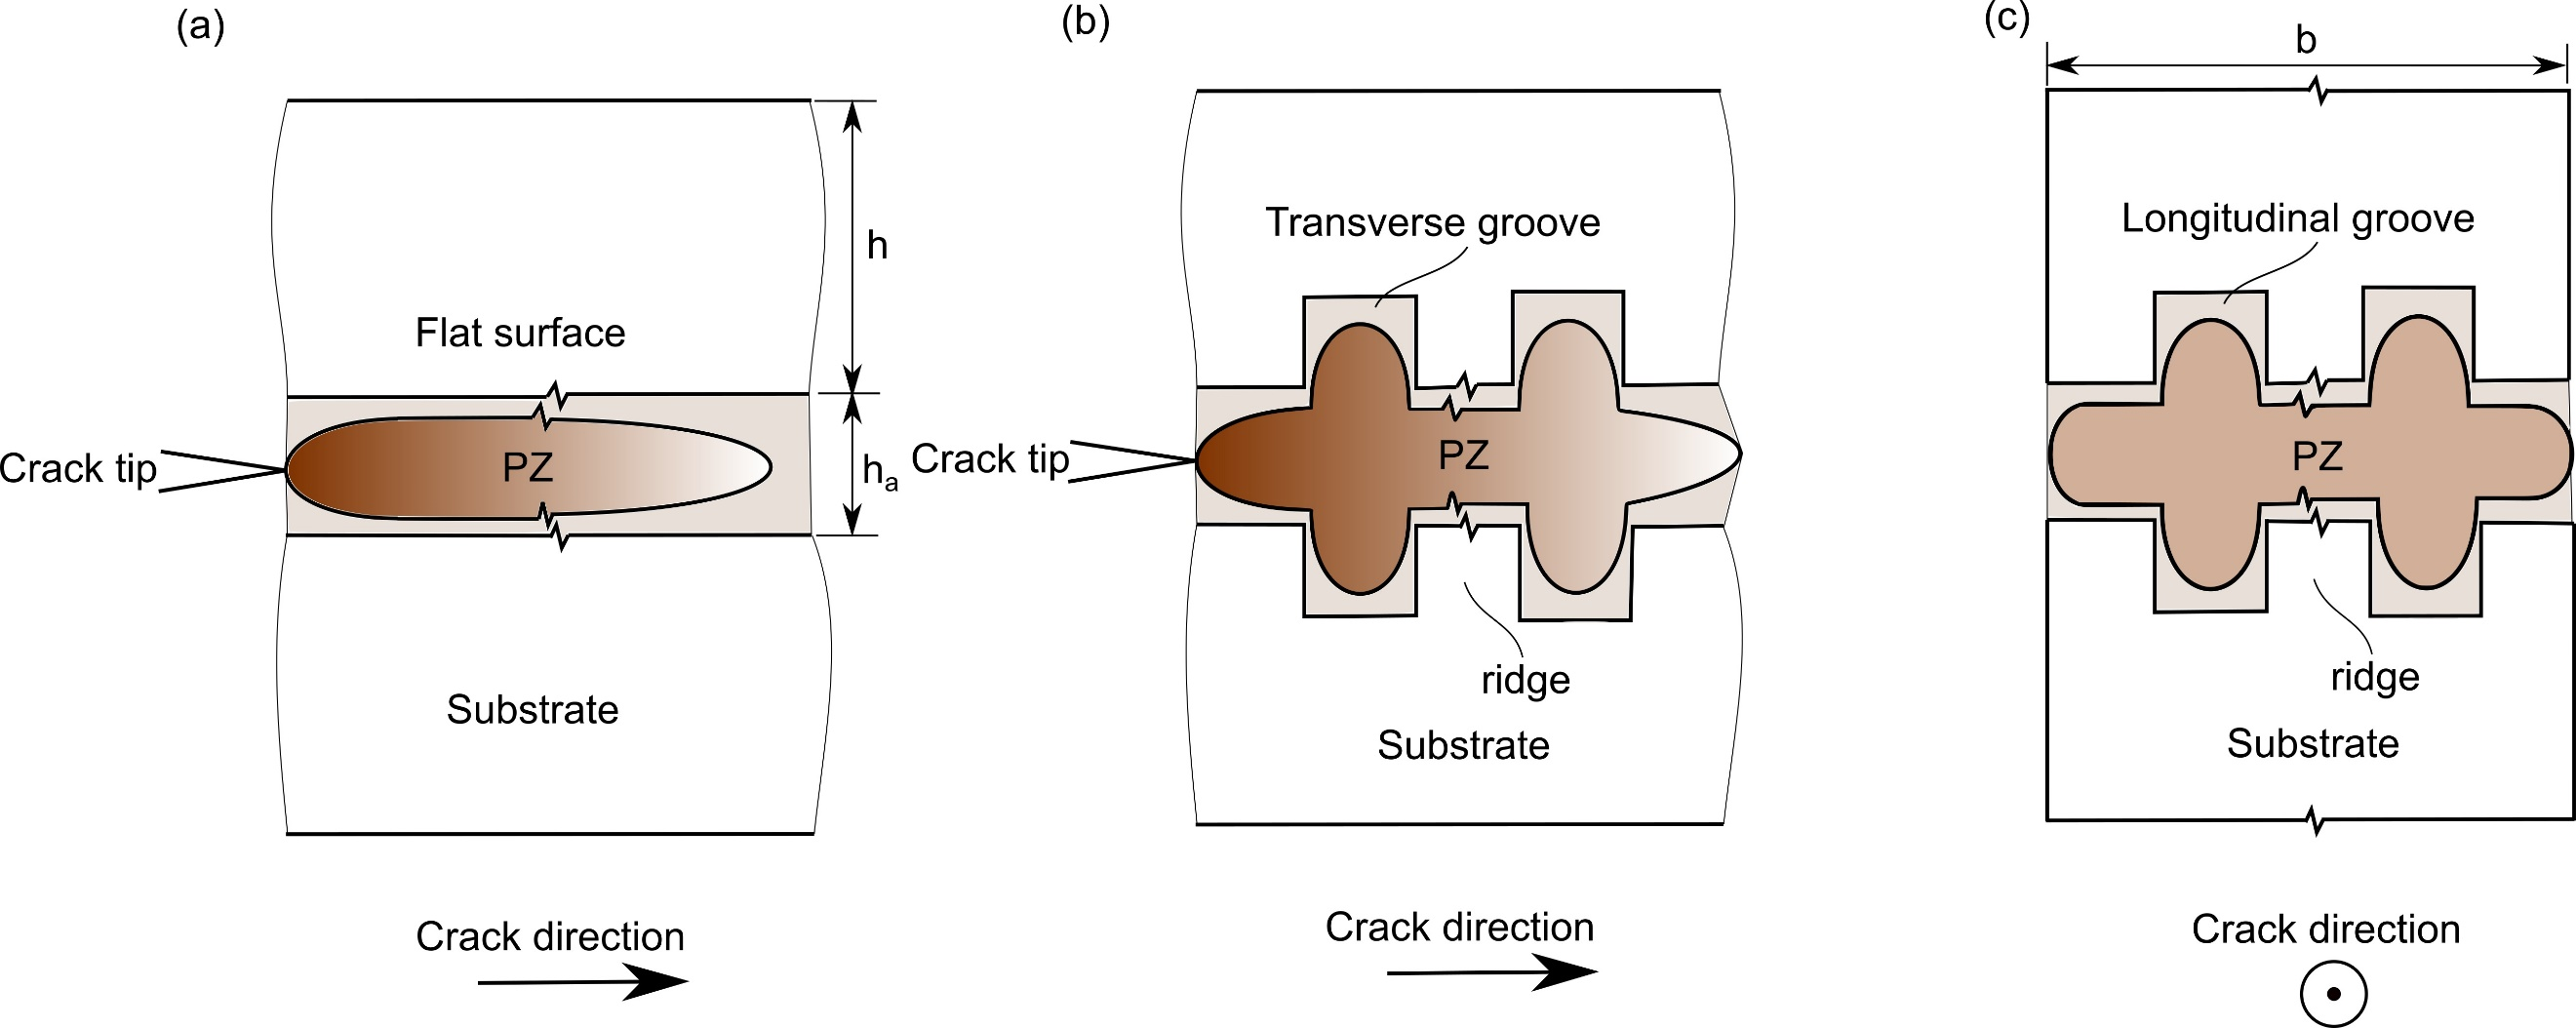 (a)
h
Flat surface
Crack tip
PZ
ha
Substrate
Crack direction
(b)
Transverse groove
Crack tip
PZ
ridge
Substrate
Crack direction
(c)
b
Longitudinal groove
PZ
ridge
Substrate
Crack direction